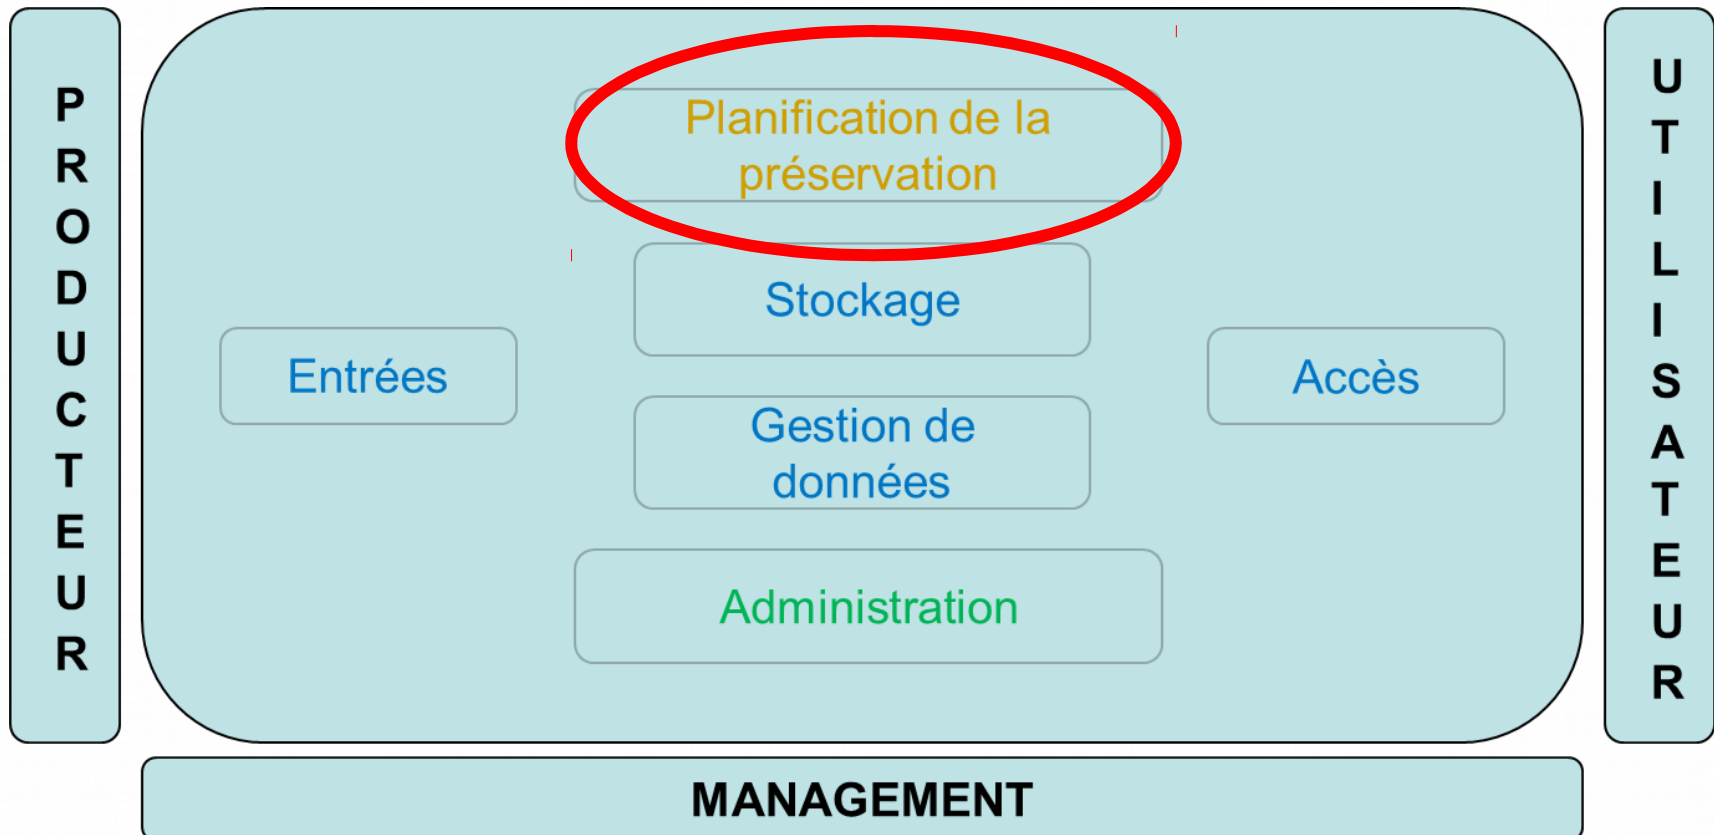 PRODUCTEUR
Planification de la
préservation
Stockage
Entrées
Gestion de
données
Accès
Administration
UTILISATEUR
MANAGEMENT